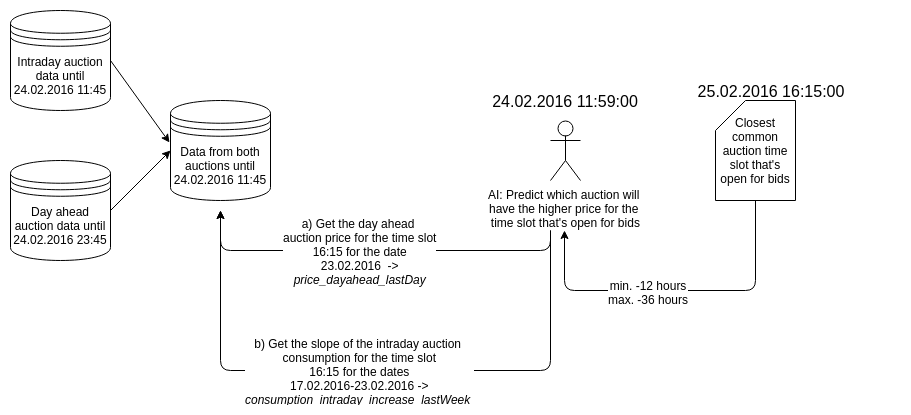 Intraday auction
data until
24.02.2016 11:45
Data from both
auctions until
24.02.2016 11:45
Day ahead
auction data until
24.02.2016 23:45
24.02.2016 11:59:00
AI: Predict which auction will
have the higher price for the
time slot that's open for bids
25.02.2016 16:15:00
Closest
common
auction time
slot that's
open for bids
a) Get the day ahead
auction price for the time slot
16:15 for the date
23.02.2016 ->
price_dayahead_lastDay
min. -12 hours
max. -36 hours
b) Get the slope of the intraday auction
consumption for the time slot
16:15 for the dates
17.02.2016-23.02.2016 ->
consumption_intraday_increase_lastWeek